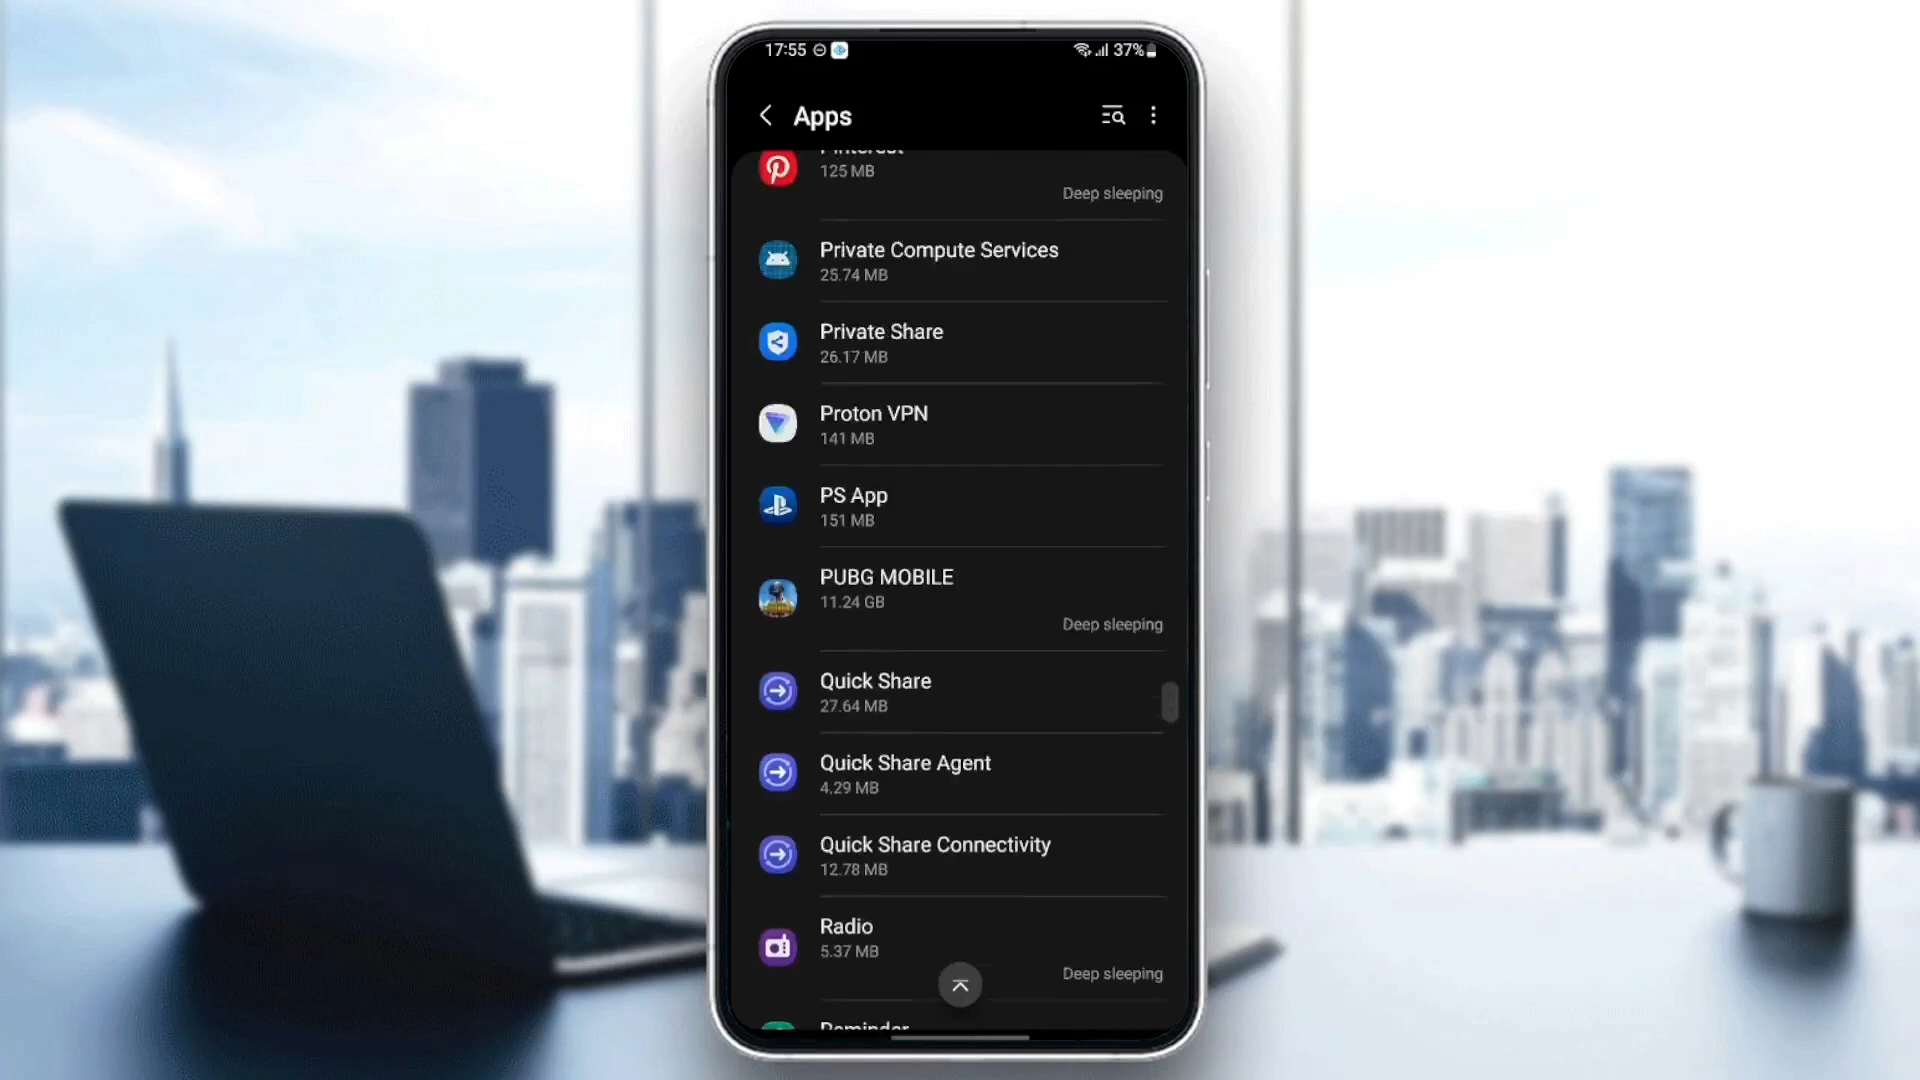 17:55
37%
Apps
Pinterest
125 MB
Deep sleeping
Private Compute Services
25.74 MB
Private Share
26.17 MB
Proton VPN
141 MB
PS App
151 MB
PUBG MOBILE
11.24 GB
Deep sleeping
Quick Share
27.64 MB
Quick Share Agent
4.29 MB
Quick Share Connectivity
12.78 MB
Radio
5.37 MB
Deep sleeping
Reminder